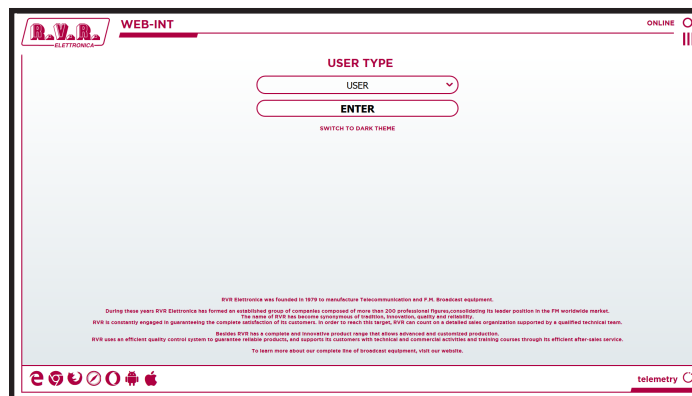 R.V.R.
ELETTRONICA
WEB-INT
ONLINE
USER TYPE
USER
ENTER
SWITCH TO DARK THEME
RVR Elettronica was founded in 1979 to manufacture Telecommunication and F.M. Broadcast equipment.
During these years RVR Elettronica has formed an established group of companies composed of more than 200 professional figures,consolidating its leader position in the FM worldwide market.
The name of RVR has become synonymous of tradition, innovation, quality and reliability.
RVR is constantly engaged in guaranteeing the complete satisfaction of its customers. In order to reach this target, RVR can count on a detailed sales organization supported by a qualified technical team.
Besides RVR has a complete and innovative product range that allows advanced and customized production.
RVR uses an efficient quality control system to guarantee reliable products, and supports its customers with technical and commercial activities and training courses through its efficient after-sales service.
To learn more about our complete line of broadcast equipment, visit our website.
telemetry